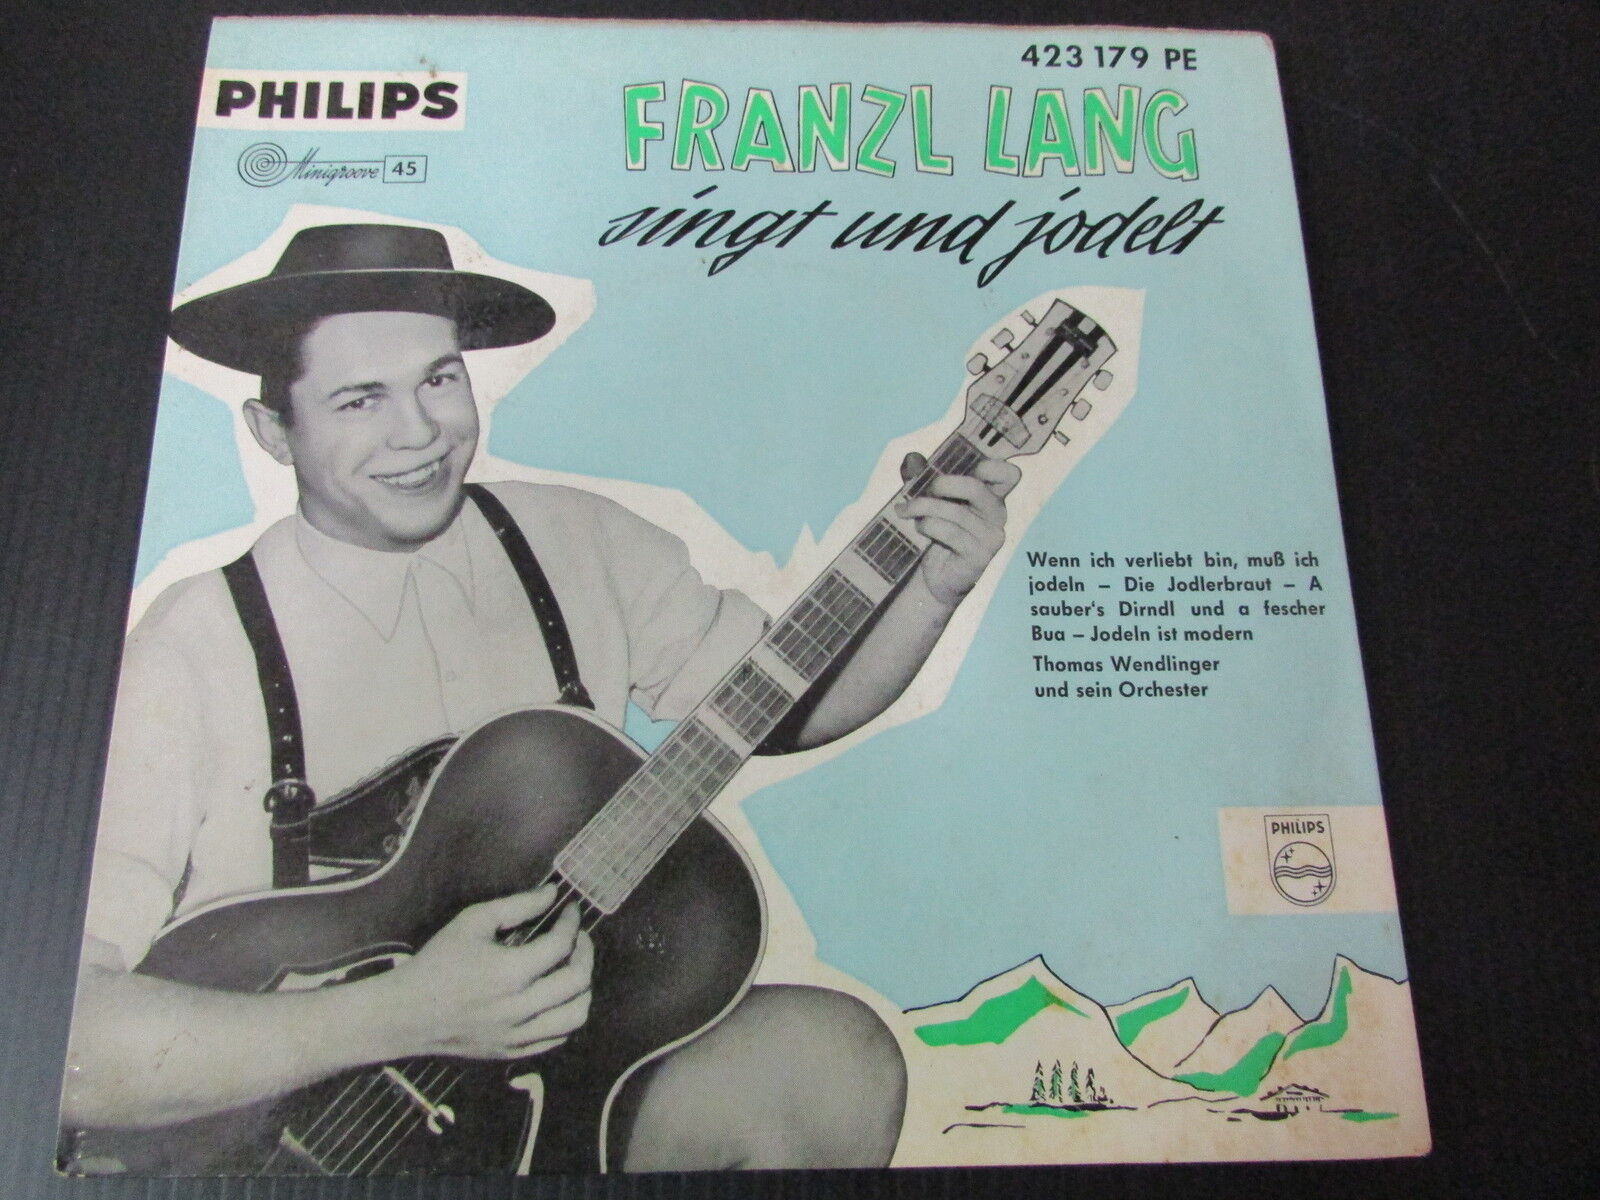 423 179 PE
PHILIPS
FRANZL LANG
Minigroove 45
singt und jodelt
Wenn ich verliebt bin, muß ich
jodeln – Die Jodlerbraut – A
sauber's Dirndl und a fescher
Bua – Jodeln ist modern
Thomas Wendlinger
und sein Orchester
PHILIPS